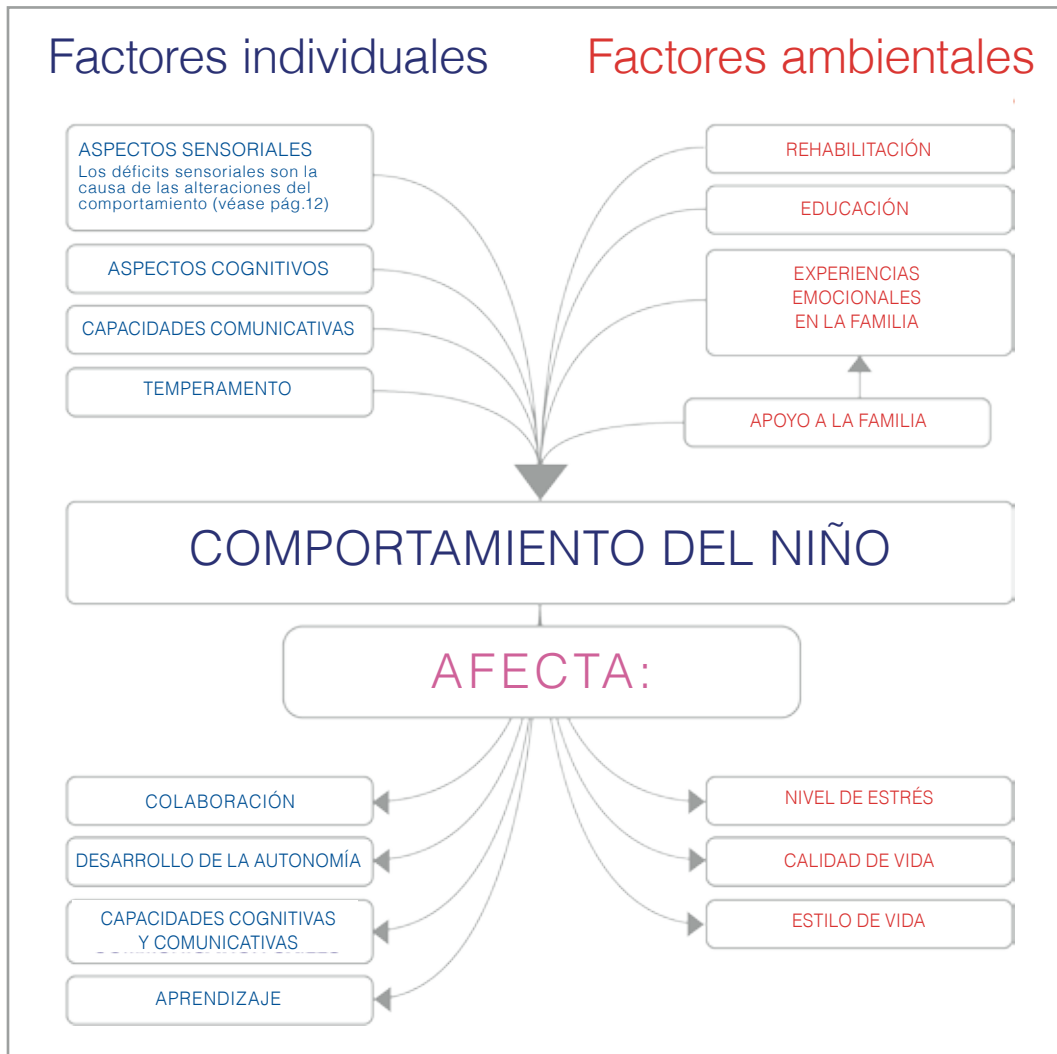 Factores individuales
Factores ambientales
ASPECTOS SENSORIALES
Los déficits sensoriales son la
causa de las alteraciones del
comportamiento (véase pág.12)
ASPECTOS COGNITIVOS
CAPACIDADES COMUNICATIVAS
TEMPERAMENTO
REHABILITACIÓN
EDUCACIÓN
EXPERIENCIAS
EMOCIONALES
EN LA FAMILIA
APOYO A LA FAMILIA
COMPORTAMIENTO DEL NIÑO
AFECTA:
COLABORACIÓN
DESARROLLO DE LA AUTONOMÍA
CAPACIDADES COGNITIVAS
Y COMUNICATIVAS
APRENDIZAJE
NIVEL DE ESTRÉS
CALIDAD DE VIDA
ESTILO DE VIDA